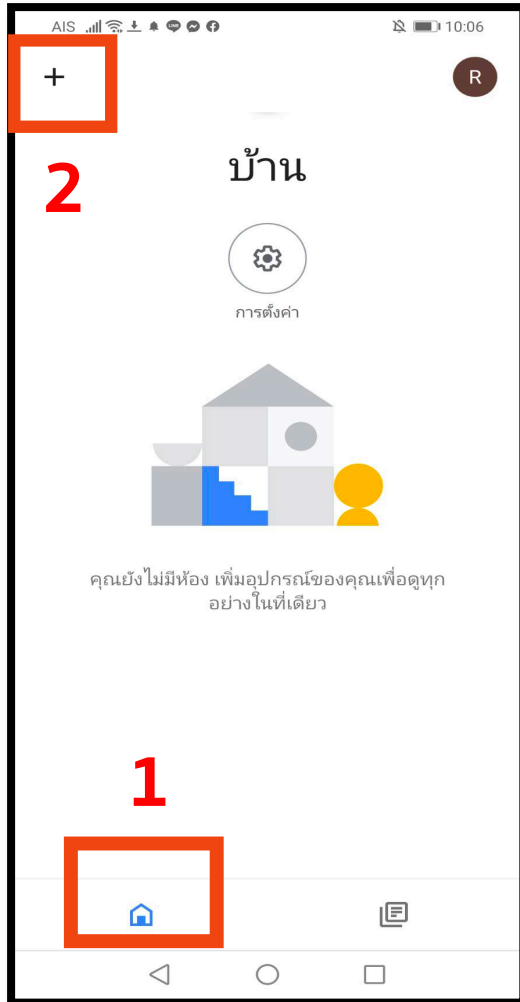 AIS 10:06
+
R
2
บ้าน
การตั้งค่า
คุณยังไม่มีห้อง เพิ่มอุปกรณ์ของคุณเพื่อดูทุก
อย่างในที่เดียว
1